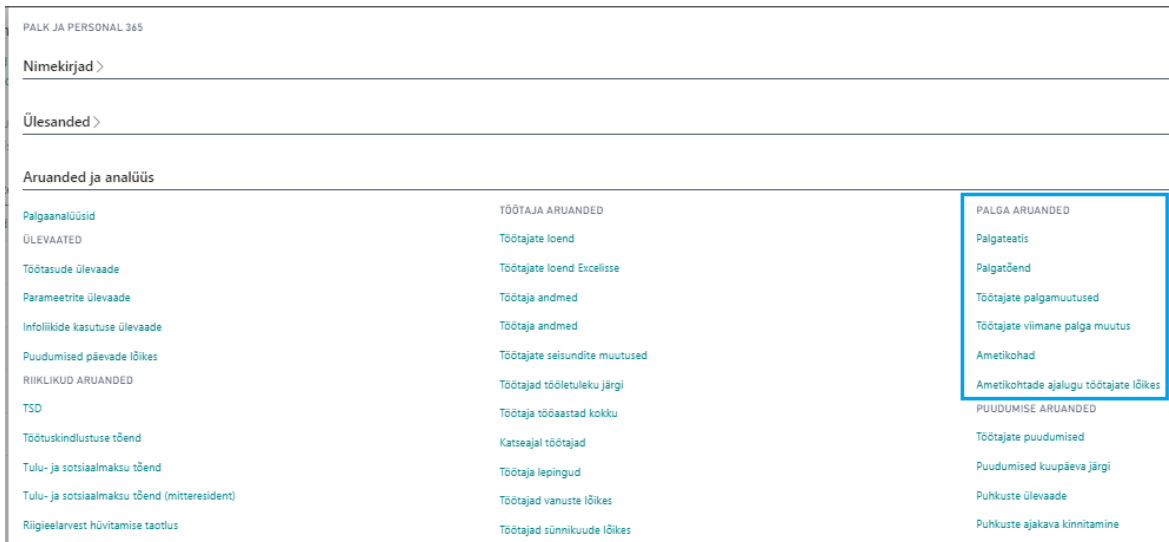 PALK JA PERSONAL 365
Nimekirjad >
Ülesanded >
Aruanded ja analüüs
Palgaanalüüsid
ÜLEVAATED
Töötasude ülevaade
Parameetrite ülevaade
Infoliikide kasutuse ülevaade
Puudumised päevade lõikes
RIIKLIKUD ARUANDED
TSD
Töötuskindlustuse tõend
Tulu- ja sotsiaalmaksu tõend
Tulu- ja sotsiaalmaksu tõend (mitteresident)
Riigieelarvest hüvitamise taotlus
TÖÖTAJA ARUANDED
Töötajate loend
Töötajate loend Excelisse
Töötaja andmed
Töötaja andmed
Töötajate seisundite muutused
Töötajad tööletuleku järgi
Töötaja tööaastad kokku
Katseajal töötajad
Töötaja lepingud
Töötajad vanuste lõikes
Töötajad sünnikuude lõikes
PALGA ARUANDED
Palgateatis
Palgatõend
Töötajate palgamuutused
Töötajate viimane palga muutus
Ametikohad
Ametikohtade ajalugu töötajate lõikes
PUUDUMISE ARUANDED
Töötajate puudumised
Puudumised kuupäeva järgi
Puhkuste ülevaade
Puhkuste ajakava kinnitamine